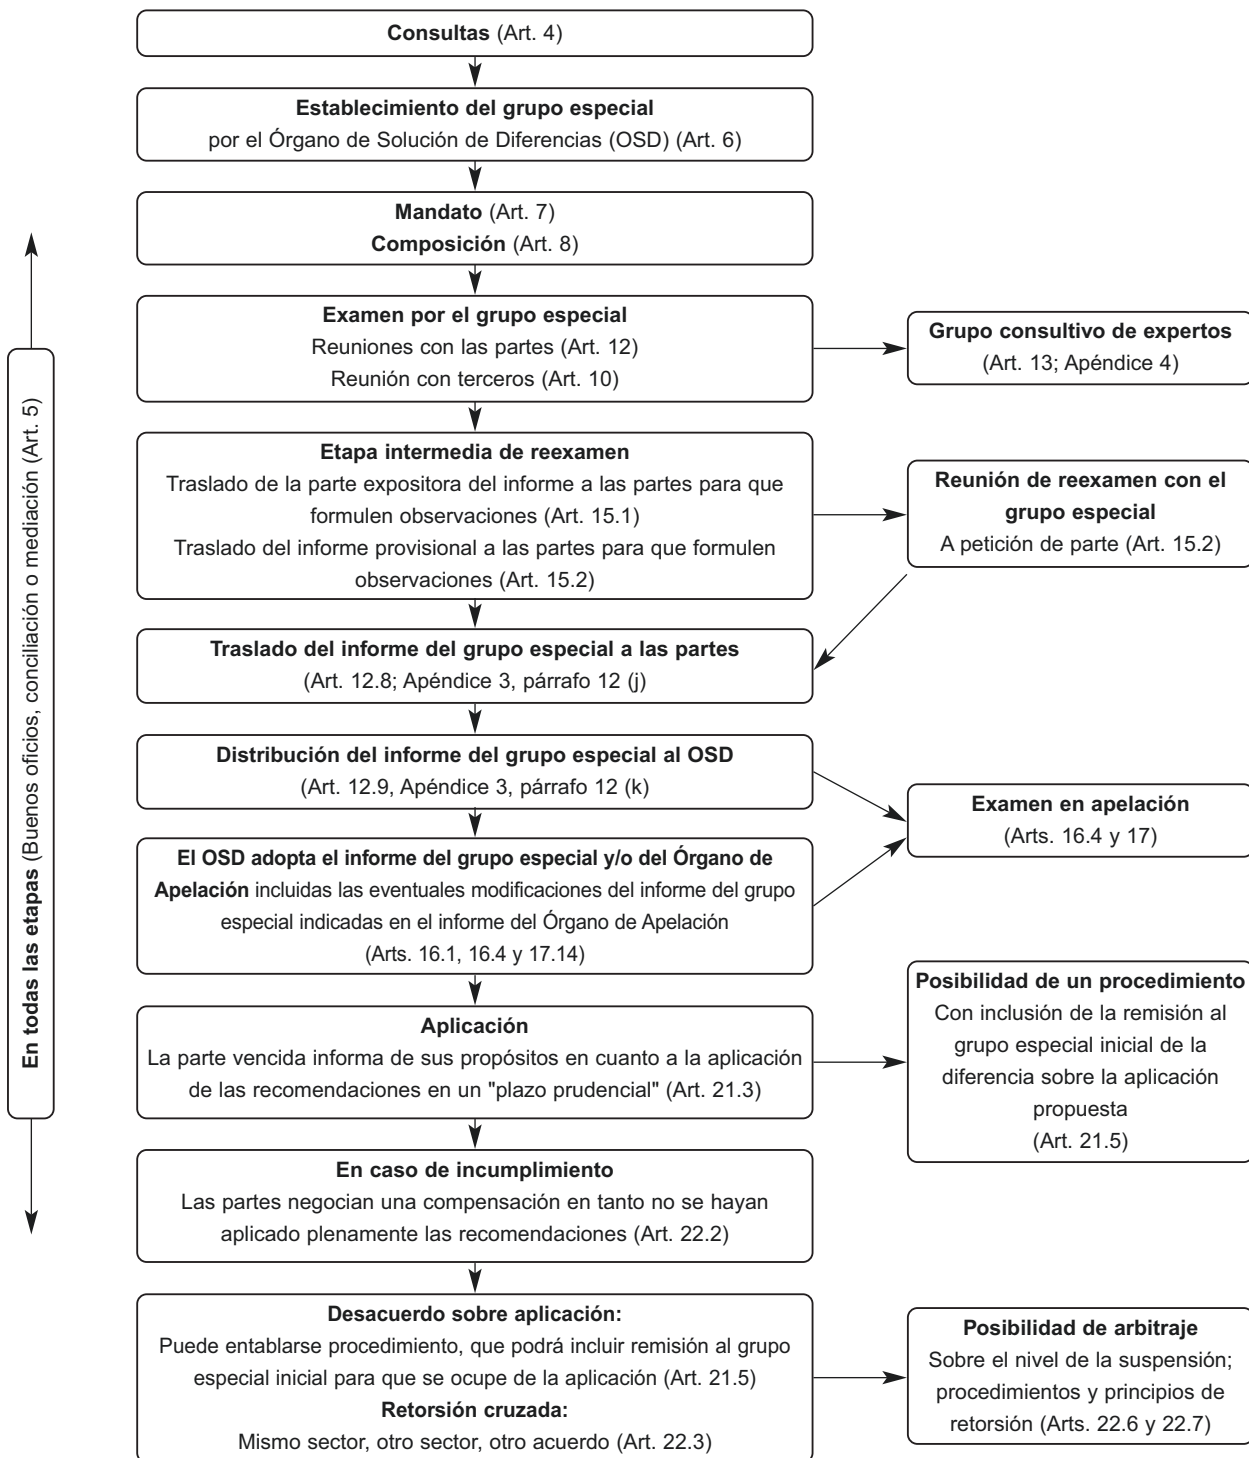 Consultas (Art. 4)
Establecimiento del grupo especial
por el Órgano de Solución de Diferencias (OSD) (Art. 6)
Mandato (Art. 7)
Composición (Art. 8)
Examen por el grupo especial
Reuniones con las partes (Art. 12)
Reunión con terceros (Art. 10)
Grupo consultivo de expertos
(Art. 13; Apéndice 4)
En todas las etapas (Buenos oficios, conciliación o mediación (Art. 5)
Etapa intermedia de reexamen
Traslado de la parte expositora del informe a las partes para que
formulen observaciones (Art. 15.1)
Traslado del informe provisional a las partes para que formulen
observaciones (Art. 15.2)
Reunión de reexamen con el
grupo especial
A petición de parte (Art. 15.2)
Traslado del informe del grupo especial a las partes
(Art. 12.8; Apéndice 3, párrafo 12 (j)
Distribución del informe del grupo especial al OSD
(Art. 12.9, Apéndice 3, párrafo 12 (k)
Examen en apelación
(Arts. 16.4 y 17)
El OSD adopta el informe del grupo especial y/o del Órgano de
Apelación incluidas las eventuales modificaciones del informe del grupo
especial indicadas en el informe del Órgano de Apelación
(Arts. 16.1, 16.4 y 17.14)
Aplicación
La parte vencida informa de sus propósitos en cuanto a la aplicación
de las recomendaciones en un "plazo prudencial" (Art. 21.3)
Posibilidad de un procedimiento
Con inclusión de la remisión al
grupo especial inicial de la
diferencia sobre la aplicación
propuesta
(Art. 21.5)
En caso de incumplimiento
Las partes negocian una compensación en tanto no se hayan
aplicado plenamente las recomendaciones (Art. 22.2)
Desacuerdo sobre aplicación:
Puede entablarse procedimiento, que podrá incluir remisión al grupo
especial inicial para que se ocupe de la aplicación (Art. 21.5)
Retorsión cruzada:
Mismo sector, otro sector, otro acuerdo (Art. 22.3)
Posibilidad de arbitraje
Sobre el nivel de la suspensión;
procedimientos y principios de
retorsión (Arts. 22.6 y 22.7)